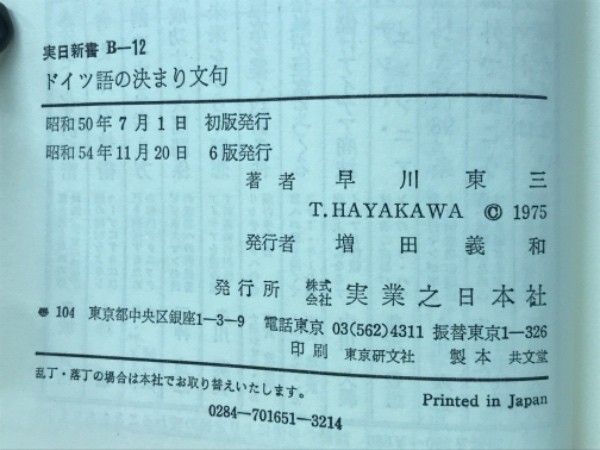 実日新書 B—12
ドイツ語の決まり文句
昭和50年7月1日 初版発行
昭和54年11月20日 6版発行
著者 早川東三
T. HAYAKAWA © 1975
発行者 増田義和
発行所 株式会社 実業之日本社
104 東京都中央区銀座1—3—9 電話東京 03(562)4311 振替東京1—326
印刷 東京研文社 製本 共文堂
乱丁・落丁の場合は本社でお取り替えいたします。
0284—701651—3214
Printed in Japan